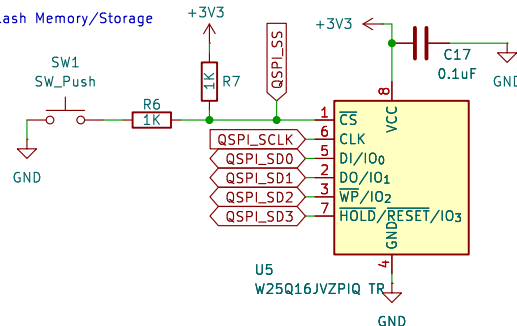 lash Memory/Storage
+3V3
+3V3
QSPI_SS
SW1
SW_Push
1K
R7
C17
0.1uF
GND
R6
1K
GND
8
VCC
1
CS
QSPI_SCLK
6
CLK
QSPI_SD0
5
DI/IO₀
QSPI_SD1
2
DO/IO₁
QSPI_SD2
3
WP/IO₂
QSPI_SD3
7
HOLD/RESET/IO₃
GND
4
U5
W25Q16JVZPIQ TR
GND